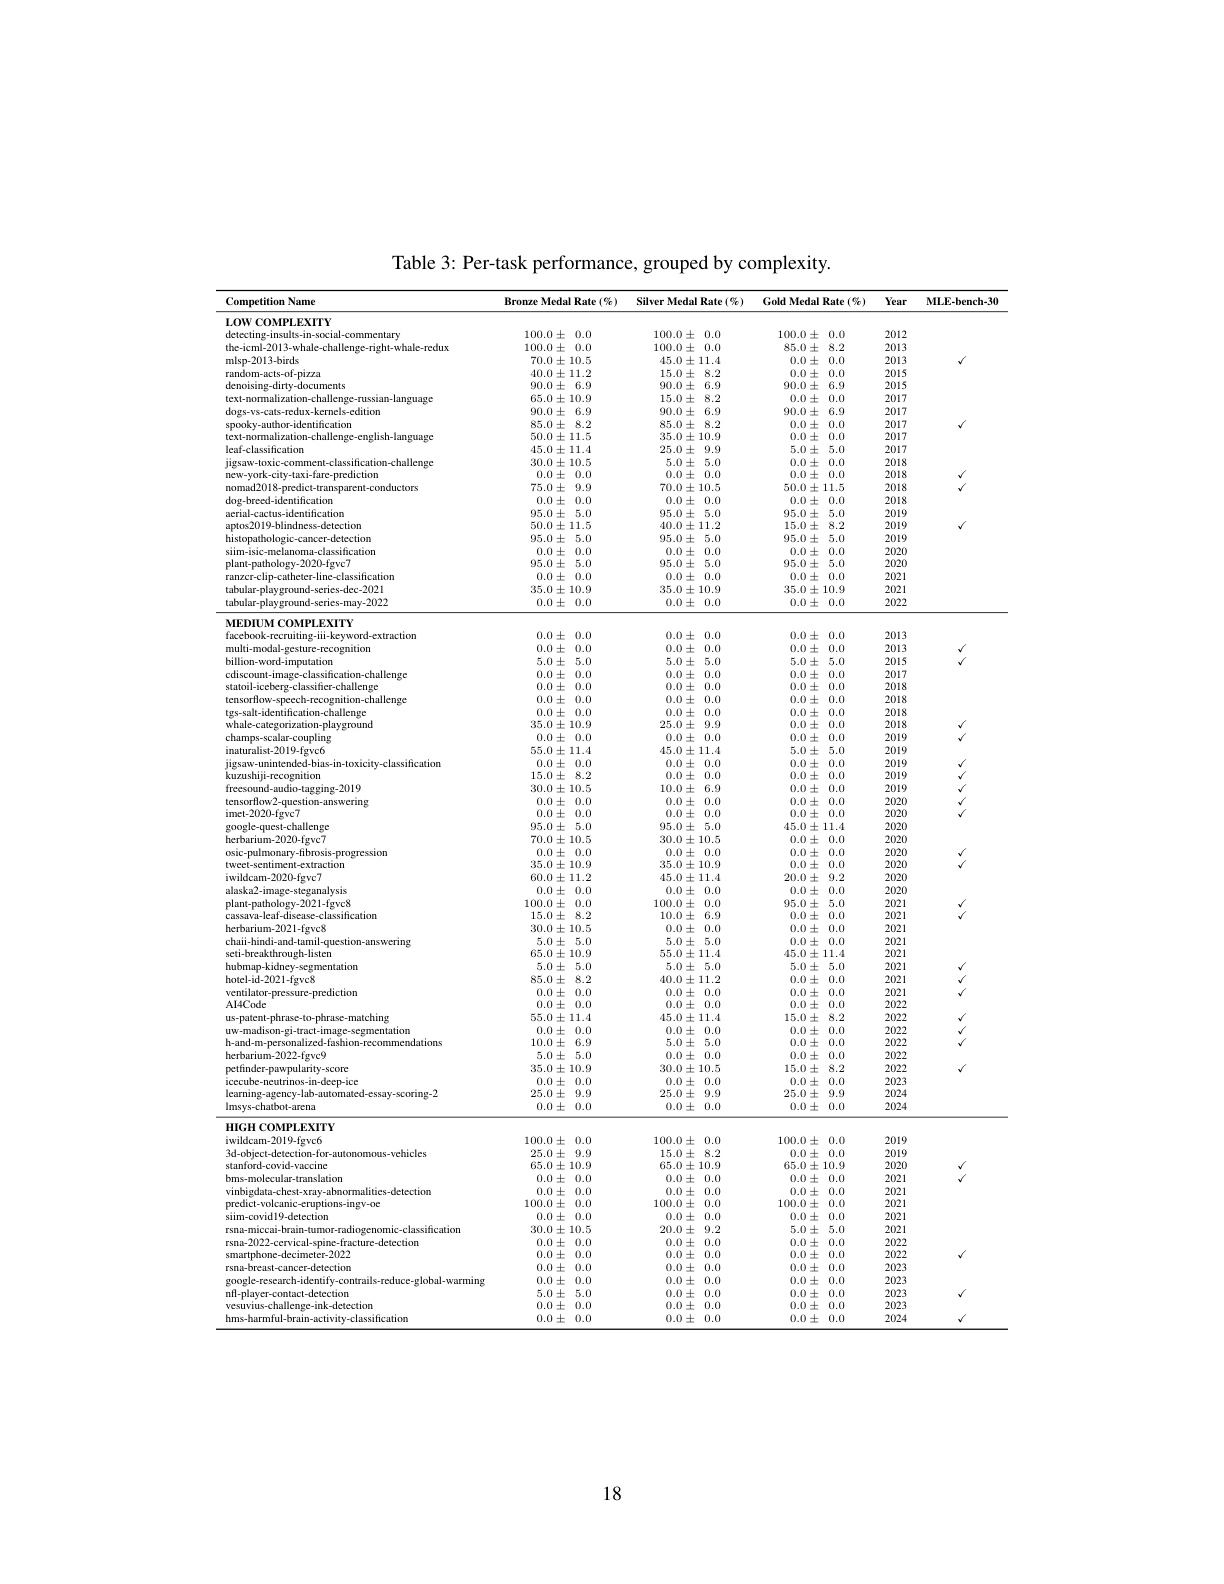 Table 3: Per-task performance, grouped by complexity.
Competition Name Bronze Medal Rate (%) Silver Medal Rate (%) Gold Medal Rate (%) Year MLE-bench-30
LOW COMPLEXITY
detecting-insults-in-social-commentary 100.0 ± 0.0 100.0 ± 0.0 100.0 ± 0.0 2012
the-icml-2013-whale-challenge-right-whale-redux 100.0 ± 0.0 100.0 ± 0.0 85.0 ± 8.2 2013
mlsp-2013-birds 70.0 ± 10.5 45.0 ± 11.4 0.0 ± 0.0 2013 ✓
random-acts-of-pizza 40.0 ± 11.2 15.0 ± 8.2 0.0 ± 0.0 2015
denoising-dirty-documents 90.0 ± 6.9 90.0 ± 6.9 90.0 ± 6.9 2015
text-normalization-challenge-russian-language 65.0 ± 10.9 15.0 ± 8.2 0.0 ± 0.0 2017
dogs-vs-cats-redux-kernels-edition 90.0 ± 6.9 90.0 ± 6.9 90.0 ± 6.9 2017
spooky-author-identification 85.0 ± 8.2 85.0 ± 8.2 0.0 ± 0.0 2017 ✓
text-normalization-challenge-english-language 50.0 ± 11.5 35.0 ± 10.9 0.0 ± 0.0 2017
leaf-classification 45.0 ± 11.4 25.0 ± 9.9 5.0 ± 5.0 2017
jigsaw-toxic-comment-classification-challenge 30.0 ± 10.5 5.0 ± 5.0 0.0 ± 0.0 2018
new-york-city-taxi-fare-prediction 0.0 ± 0.0 0.0 ± 0.0 0.0 ± 0.0 2018 ✓
nomad2018-predict-transparent-conductors 75.0 ± 9.9 70.0 ± 10.5 50.0 ± 11.5 2018 ✓
dog-breed-identification 0.0 ± 0.0 0.0 ± 0.0 0.0 ± 0.0 2018
aerial-cactus-identification 95.0 ± 5.0 95.0 ± 5.0 95.0 ± 5.0 2019
aptos2019-blindness-detection 50.0 ± 11.5 40.0 ± 11.2 15.0 ± 8.2 2019 ✓
histopathologic-cancer-detection 95.0 ± 5.0 95.0 ± 5.0 95.0 ± 5.0 2019
siim-isic-melanoma-classification 0.0 ± 0.0 0.0 ± 0.0 0.0 ± 0.0 2020
plant-pathology-2020-fgvc7 95.0 ± 5.0 95.0 ± 5.0 95.0 ± 5.0 2020
ranzcr-clip-catheter-line-classification 0.0 ± 0.0 0.0 ± 0.0 0.0 ± 0.0 2021
tabular-playground-series-dec-2021 35.0 ± 10.9 35.0 ± 10.9 35.0 ± 10.9 2021
tabular-playground-series-may-2022 0.0 ± 0.0 0.0 ± 0.0 0.0 ± 0.0 2022
MEDIUM COMPLEXITY
facebook-recruiting-iii-keyword-extraction 0.0 ± 0.0 0.0 ± 0.0 0.0 ± 0.0 2013
multi-modal-gesture-recognition 0.0 ± 0.0 0.0 ± 0.0 0.0 ± 0.0 2013 ✓
billion-word-imputation 5.0 ± 5.0 5.0 ± 5.0 5.0 ± 5.0 2015 ✓
cdiscount-image-classification-challenge 0.0 ± 0.0 0.0 ± 0.0 0.0 ± 0.0 2017
statoil-iceberg-classifier-challenge 0.0 ± 0.0 0.0 ± 0.0 0.0 ± 0.0 2018
tensorflow-speech-recognition-challenge 0.0 ± 0.0 0.0 ± 0.0 0.0 ± 0.0 2018
tgs-salt-identification-challenge 0.0 ± 0.0 0.0 ± 0.0 0.0 ± 0.0 2018
whale-categorization-playground 35.0 ± 10.9 25.0 ± 9.9 0.0 ± 0.0 2018 ✓
champs-scalar-coupling 0.0 ± 0.0 0.0 ± 0.0 0.0 ± 0.0 2019 ✓
inaturalist-2019-fgvc6 55.0 ± 11.4 45.0 ± 11.4 5.0 ± 5.0 2019
jigsaw-unintended-bias-in-toxicity-classification 0.0 ± 0.0 0.0 ± 0.0 0.0 ± 0.0 2019 ✓
kuzushiji-recognition 15.0 ± 8.2 0.0 ± 0.0 0.0 ± 0.0 2019 ✓
freesound-audio-tagging-2019 30.0 ± 10.5 10.0 ± 6.9 0.0 ± 0.0 2019 ✓
tensorflow2-question-answering 0.0 ± 0.0 0.0 ± 0.0 0.0 ± 0.0 2020 ✓
imet-2020-fgvc7 0.0 ± 0.0 0.0 ± 0.0 0.0 ± 0.0 2020 ✓
google-quest-challenge 95.0 ± 5.0 95.0 ± 5.0 45.0 ± 11.4 2020
herbarium-2020-fgvc7 70.0 ± 10.5 30.0 ± 10.5 0.0 ± 0.0 2020
osic-pulmonary-fibrosis-progression 0.0 ± 0.0 0.0 ± 0.0 0.0 ± 0.0 2020 ✓
tweet-sentiment-extraction 35.0 ± 10.9 35.0 ± 10.9 0.0 ± 0.0 2020 ✓
iwildcam-2020-fgvc7 60.0 ± 11.2 45.0 ± 11.4 20.0 ± 9.2 2020
alaska2-image-steganalysis 0.0 ± 0.0 0.0 ± 0.0 0.0 ± 0.0 2020
plant-pathology-2021-fgvc8 100.0 ± 0.0 100.0 ± 0.0 95.0 ± 5.0 2021 ✓
cassava-leaf-disease-classification 15.0 ± 8.2 10.0 ± 6.9 0.0 ± 0.0 2021 ✓
herbarium-2021-fgvc8 30.0 ± 10.5 0.0 ± 0.0 0.0 ± 0.0 2021
chaii-hindi-and-tamil-question-answering 5.0 ± 5.0 5.0 ± 5.0 0.0 ± 0.0 2021
seti-breakthrough-listen 65.0 ± 10.9 55.0 ± 11.4 45.0 ± 11.4 2021
hubmap-kidney-segmentation 5.0 ± 5.0 5.0 ± 5.0 5.0 ± 5.0 2021 ✓
hotel-id-2021-fgvc8 85.0 ± 8.2 40.0 ± 11.2 0.0 ± 0.0 2021 ✓
ventilator-pressure-prediction 0.0 ± 0.0 0.0 ± 0.0 0.0 ± 0.0 2021 ✓
AI4Code 0.0 ± 0.0 0.0 ± 0.0 0.0 ± 0.0 2022
us-patent-phrase-to-phrase-matching 55.0 ± 11.4 45.0 ± 11.4 15.0 ± 8.2 2022 ✓
uw-madison-gi-tract-image-segmentation 0.0 ± 0.0 0.0 ± 0.0 0.0 ± 0.0 2022 ✓
h-and-m-personalized-fashion-recommendations 10.0 ± 6.9 5.0 ± 5.0 0.0 ± 0.0 2022 ✓
herbarium-2022-fgvc9 5.0 ± 5.0 0.0 ± 0.0 0.0 ± 0.0 2022
petfinder-pawpularity-score 35.0 ± 10.9 30.0 ± 10.5 15.0 ± 8.2 2022 ✓
icecube-neutrinos-in-deep-ice 0.0 ± 0.0 0.0 ± 0.0 0.0 ± 0.0 2023
learning-agency-lab-automated-essay-scoring-2 25.0 ± 9.9 25.0 ± 9.9 25.0 ± 9.9 2024
lmsys-chatbot-arena 0.0 ± 0.0 0.0 ± 0.0 0.0 ± 0.0 2024
HIGH COMPLEXITY
iwildcam-2019-fgvc6 100.0 ± 0.0 100.0 ± 0.0 100.0 ± 0.0 2019
3d-object-detection-for-autonomous-vehicles 25.0 ± 9.9 15.0 ± 8.2 0.0 ± 0.0 2019
stanford-covid-vaccine 65.0 ± 10.9 65.0 ± 10.9 65.0 ± 10.9 2020 ✓
bms-molecular-translation 0.0 ± 0.0 0.0 ± 0.0 0.0 ± 0.0 2021 ✓
vinbigdata-chest-xray-abnormalities-detection 0.0 ± 0.0 0.0 ± 0.0 0.0 ± 0.0 2021
predict-volcanic-eruptions-ingv-oe 100.0 ± 0.0 100.0 ± 0.0 100.0 ± 0.0 2021
siim-covid19-detection 0.0 ± 0.0 0.0 ± 0.0 0.0 ± 0.0 2021
rsna-miccai-brain-tumor-radiogenomic-classification 30.0 ± 10.5 20.0 ± 9.2 5.0 ± 5.0 2021
rsna-2022-cervical-spine-fracture-detection 0.0 ± 0.0 0.0 ± 0.0 0.0 ± 0.0 2022
smartphone-decimeter-2022 0.0 ± 0.0 0.0 ± 0.0 0.0 ± 0.0 2022 ✓
rsna-breast-cancer-detection 0.0 ± 0.0 0.0 ± 0.0 0.0 ± 0.0 2023
google-research-identify-contrails-reduce-global-warming 0.0 ± 0.0 0.0 ± 0.0 0.0 ± 0.0 2023
nfl-player-contact-detection 5.0 ± 5.0 0.0 ± 0.0 0.0 ± 0.0 2023 ✓
vesuvius-challenge-ink-detection 0.0 ± 0.0 0.0 ± 0.0 0.0 ± 0.0 2023
hms-harmful-brain-activity-classification 0.0 ± 0.0 0.0 ± 0.0 0.0 ± 0.0 2024 ✓
18